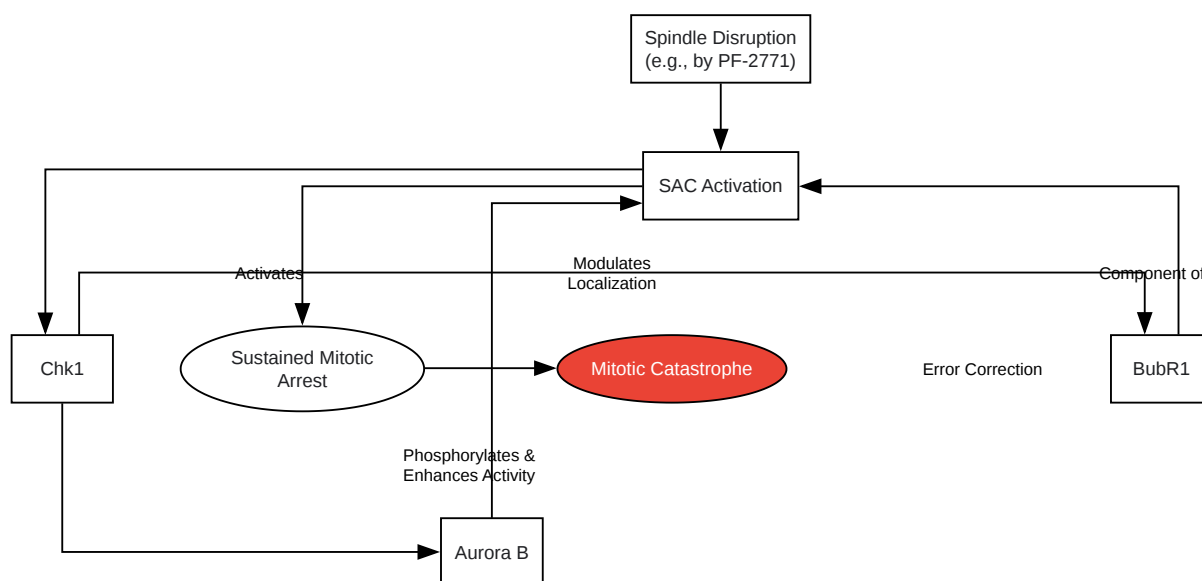 Spindle Disruption
(e.g., by PF-2771)
SAC Activation
Activates
Modulates
Localization
Component of
Chk1
Sustained Mitotic
Arrest
Mitotic Catastrophe
Error Correction
BubR1
Phosphorylates &
Enhances Activity
Aurora B